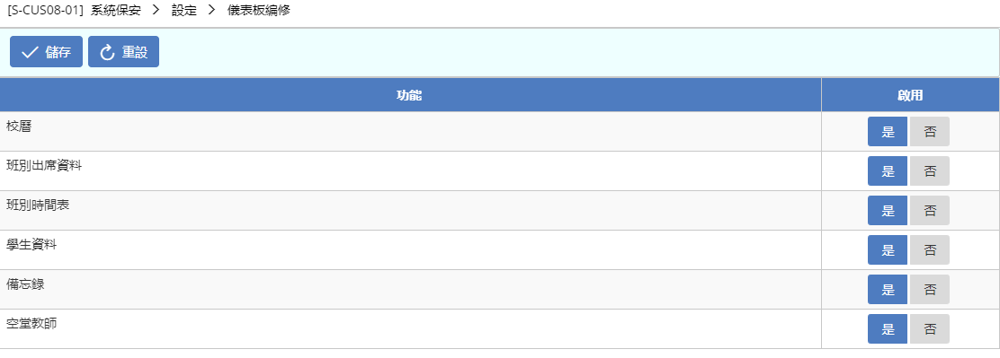 [S-CUS08-01] 系統保安 > 設定 > 儀表板編修
儲存 重設
功能 啟用
校曆 是 否
班別出席資料 是 否
班別時間表 是 否
學生資料 是 否
備忘錄 是 否
空堂教師 是 否